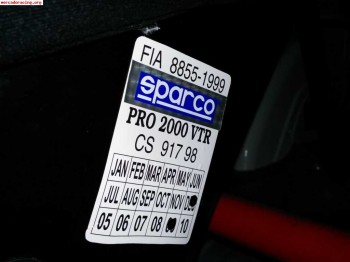 mercadoracing.org
FIA 8855-1999
sparco
PRO 2000 VTR
CS 917 98
JAN FEB MAR APR MAY JUN
JUL AUG SEP OCT NOV
05 06 07 08 10